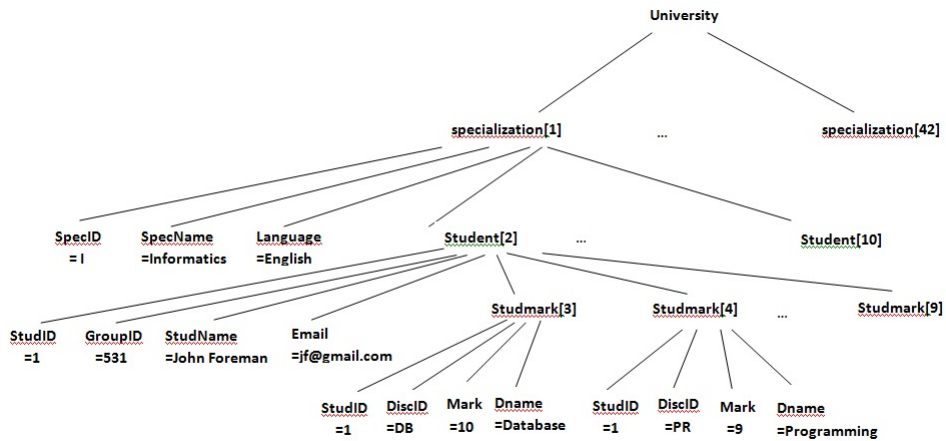 University
specialization[1] ... specialization[42]
SpecID SpecName Language Student[2] ... Student[10]
= I =Informatics =English
StudID GroupID StudName Email Studmark[3] Studmark[4] ... Studmark[9]
=1 =531 =John Foreman =jf@gmail.com
StudID DiscID Mark Dname StudID DiscID Mark Dname
=1 =DB =10 =Database =1 =PR =9 =Programming